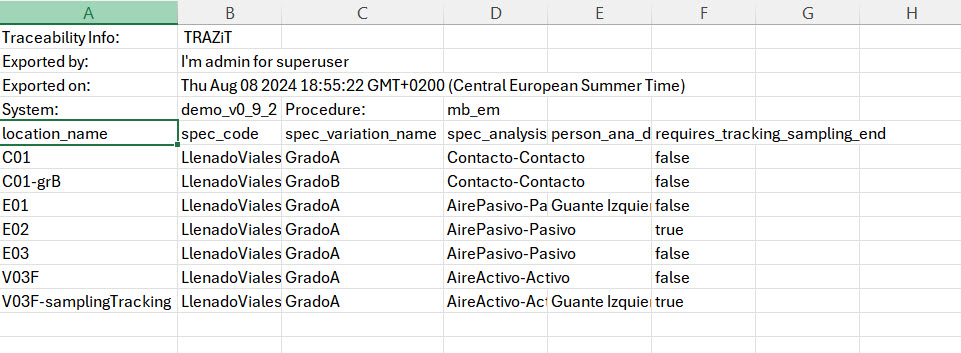 A B C D E F G H
Traceability Info: TRAZiT
Exported by: I'm admin for superuser
Exported on: Thu Aug 08 2024 18:55:22 GMT+0200 (Central European Summer Time)
System: demo_v0_9_2 Procedure: mb_em
location_name spec_code spec_variation_name spec_analysis person_ana_d requires_tracking_sampling_end
C01 LlenadoViales GradoA Contacto-Contacto false
C01-grB LlenadoViales GradoB Contacto-Contacto false
E01 LlenadoViales GradoA AirePasivo-Pa Guante Izquier false
E02 LlenadoViales GradoA AirePasivo-Pasivo true
E03 LlenadoViales GradoA AirePasivo-Pasivo false
V03F LlenadoViales GradoA AireActivo-Activo false
V03F-samplingTracking LlenadoViales GradoA AireActivo-Act Guante Izquier true